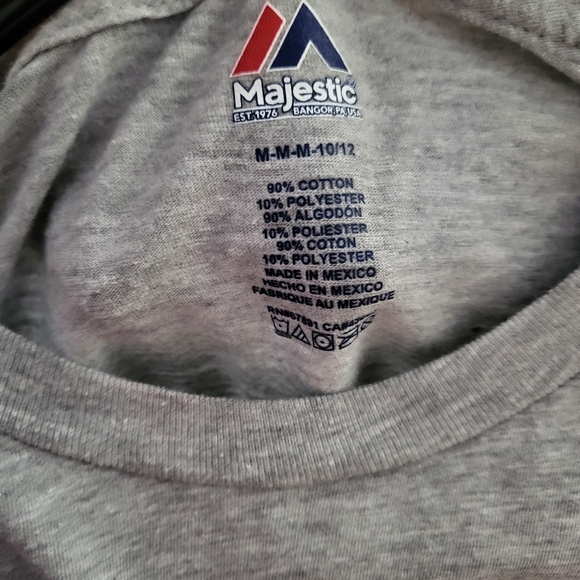 Majestic
EST. 1976 BANGOR, PA, USA
M-M-M-10/12
90% COTTON
10% POLYESTER
90% ALGODÓN
10% POLIESTER
90% COTON
10% POLYESTER
MADE IN MEXICO
HECHO EN MEXICO
FABRIQUE AU MEXIQUE